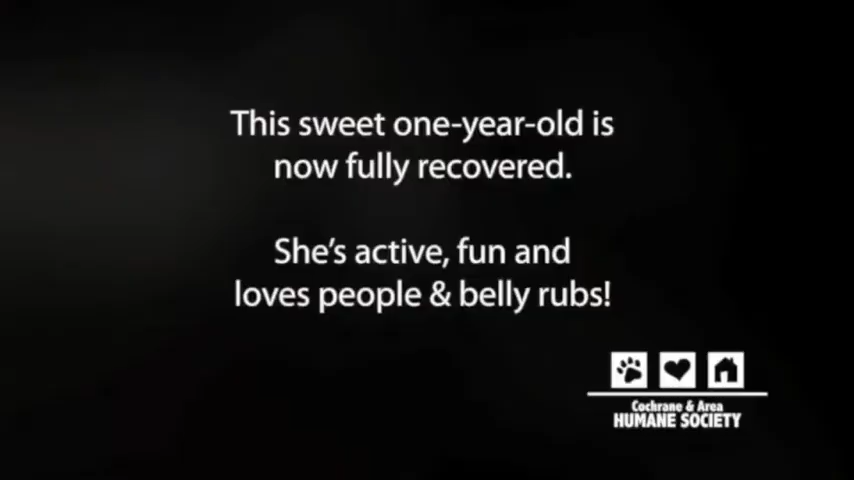 This sweet one-year-old is
now fully recovered.
She's active, fun and
loves people & belly rubs!
Cochrane & Area
HUMANE SOCIETY